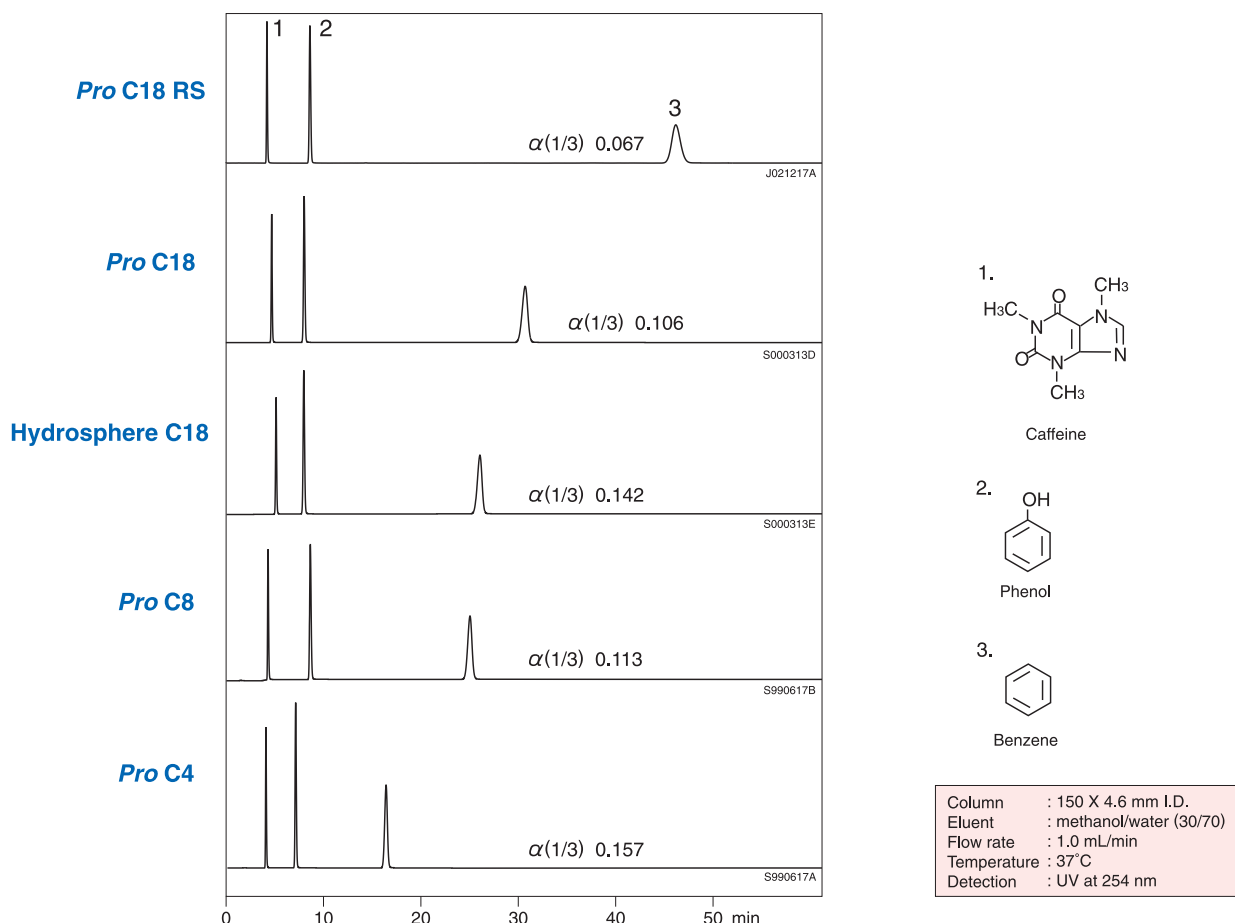 1 2
Pro C18 RS
3
α(1/3) 0.067
J021217A
Pro C18
α(1/3) 0.106
S000313D
Hydrosphere C18
α(1/3) 0.142
S000313E
Pro C8
α(1/3) 0.113
S990617B
Pro C4
α(1/3) 0.157
S990617A
0 10 20 30 40 50 min
1.
O CH3
H3C N
N
O N N
CH3
Caffeine
2.
OH
Phenol
3.
Benzene
Column : 150 X 4.6 mm I.D.
Eluent : methanol/water (30/70)
Flow rate : 1.0 mL/min
Temperature : 37˚C
Detection : UV at 254 nm